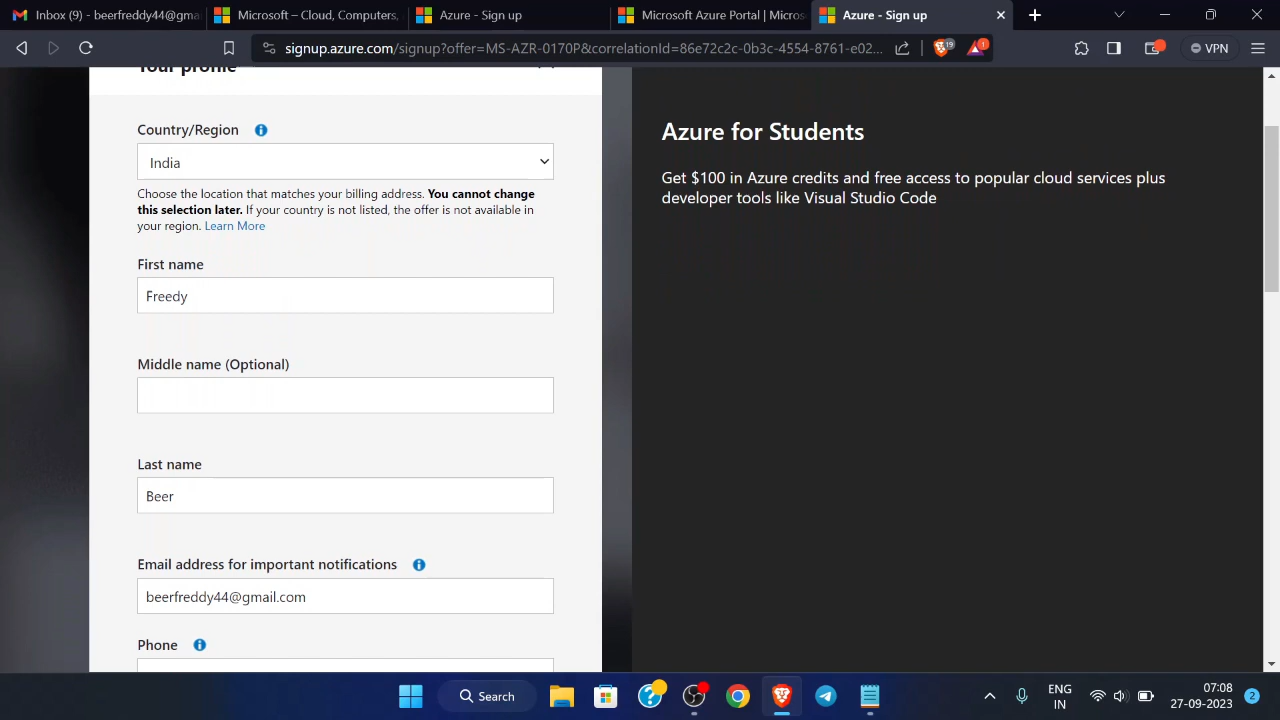 Inbox (9) - beerfreddy44@gma
Microsoft – Cloud, Computers,
Azure - Sign up
Microsoft Azure Portal | Micros
Azure - Sign up
signup.azure.com/signup?offer=MS-AZR-0170P&correlationId=86e72c2c-0b3c-4554-8761-e02...
19
1
VPN
Your profile
Country/Region
India
Choose the location that matches your billing address. You cannot change
this selection later. If your country is not listed, the offer is not available in
your region. Learn More
First name
Freedy
Middle name (Optional)
Last name
Beer
Email address for important notifications
beerfreddy44@gmail.com
Phone
Azure for Students
Get $100 in Azure credits and free access to popular cloud services plus
developer tools like Visual Studio Code
Search
ENG
IN
07:08
27-09-2023
2